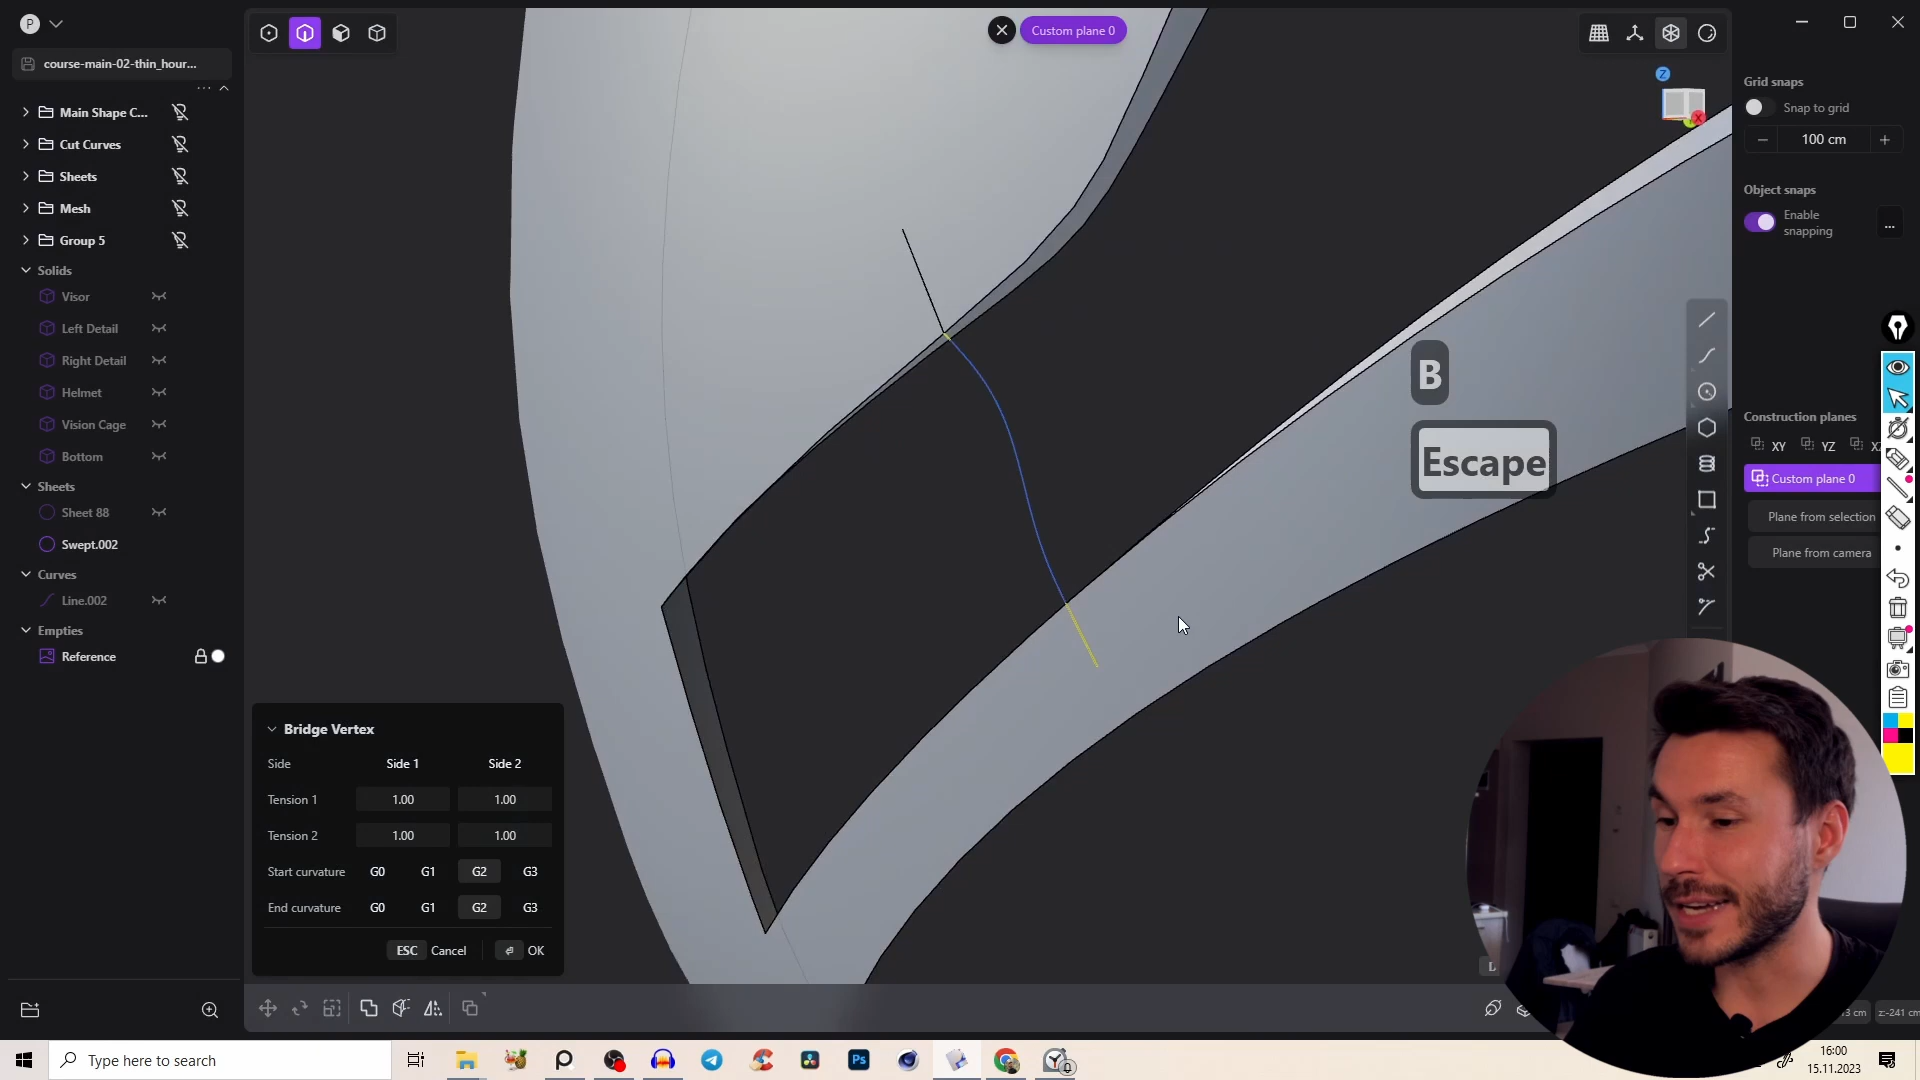 P
Custom plane 0
course-main-02-thin_hour...
Main Shape C...
Cut Curves
Sheets
Mesh
Group 5
Solids
Visor
Left Detail
Right Detail
Helmet
Vision Cage
Bottom
Sheets
Sheet 88
Swept.002
Curves
Line.002
Empties
Reference
Z
X
Grid snaps
Snap to grid
100 cm
Object snaps
Enable snapping
...
B
Escape
Construction planes
XY YZ
Custom plane 0
Plane from selection
Plane from camera
Bridge Vertex
Side Side 1 Side 2
Tension 1 1.00 1.00
Tension 2 1.00 1.00
Start curvature G0 G1 G2 G3
End curvature G0 G1 G2 G3
ESC Cancel OK
L
z:-241 cm
Type here to search
Ps
16:00
15.11.2023